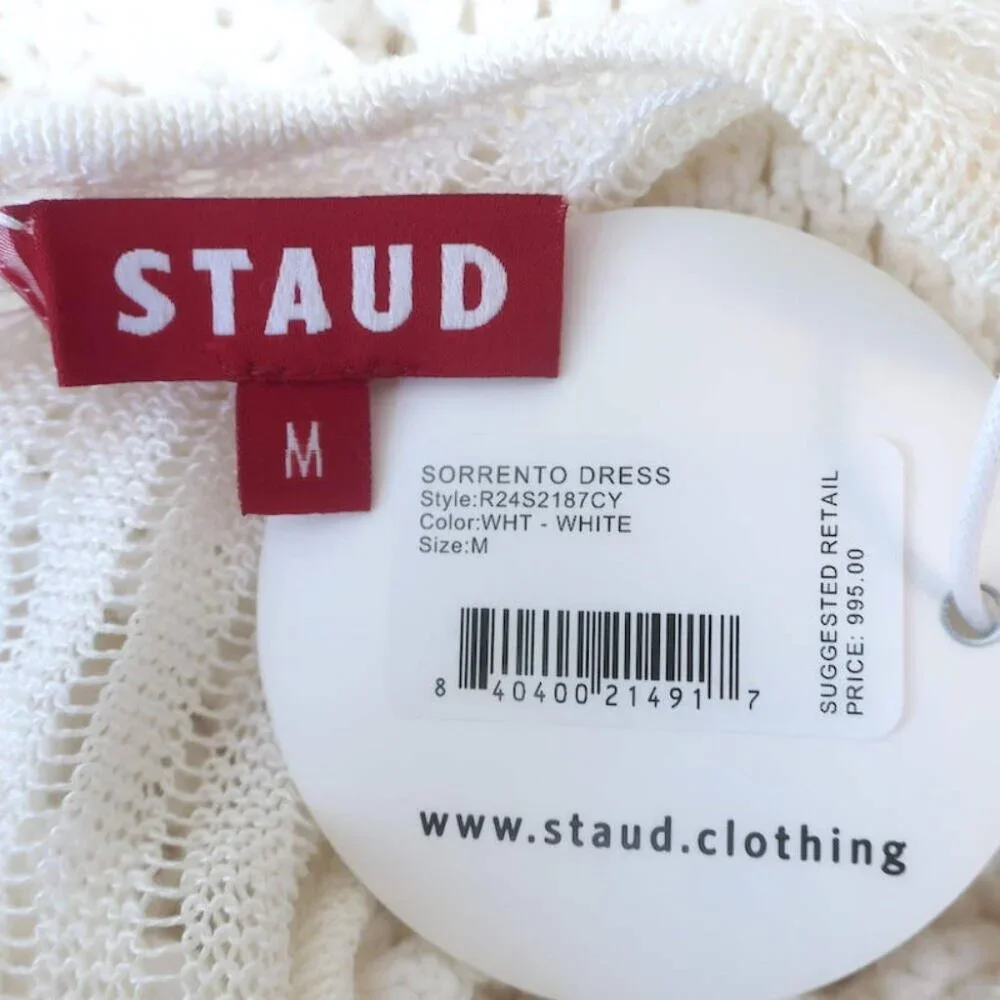 STAUD
M
SORRENTO DRESS
Style:R24S2187CY
Color:WHT - WHITE
Size:M
8 40400 21491 7
SUGGESTED RETAIL
PRICE: 995.00
www.staud.clothing